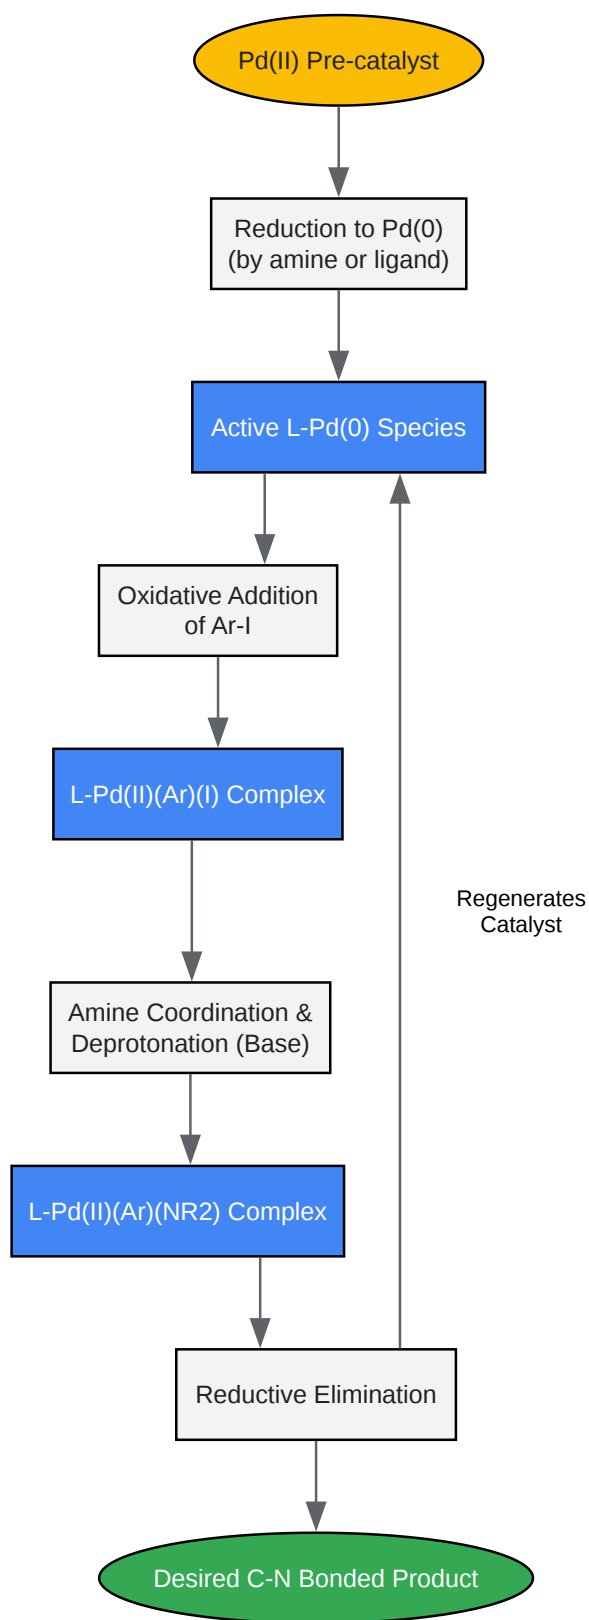 Pd(II) Pre-catalyst
Reduction to Pd(0)
(by amine or ligand)
Active L-Pd(0) Species
Oxidative Addition
of Ar-I
L-Pd(II)(Ar)(I) Complex
Regenerates
Catalyst
Amine Coordination &
Deprotonation (Base)
L-Pd(II)(Ar)(NR2) Complex
Reductive Elimination
Desired C-N Bonded Product